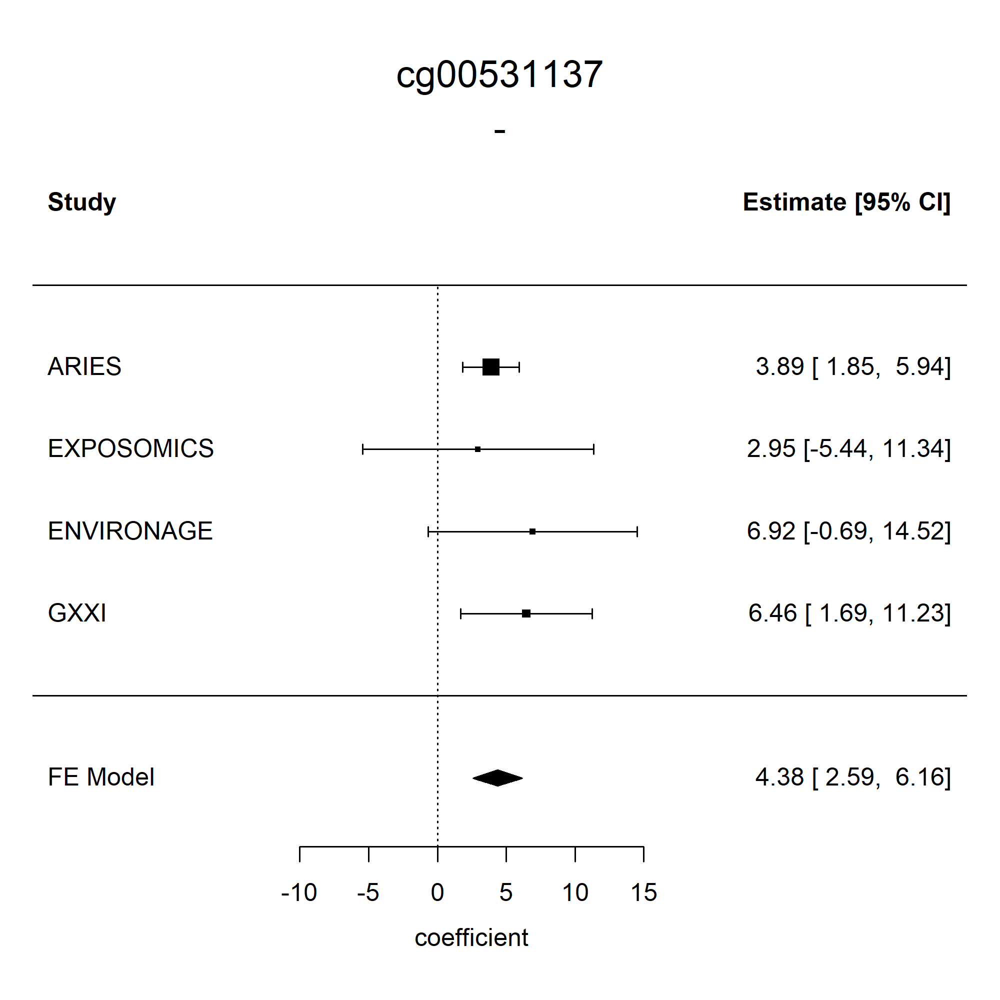 cg00531137
-
Study Estimate [95% CI]
ARIES 3.89 [ 1.85,  5.94]
EXPOSOMICS 2.95 [-5.44, 11.34]
ENVIRONAGE 6.92 [-0.69, 14.52]
GXXI 6.46 [ 1.69, 11.23]
FE Model 4.38 [ 2.59,  6.16]
-10 -5 0 5 10 15
coefficient